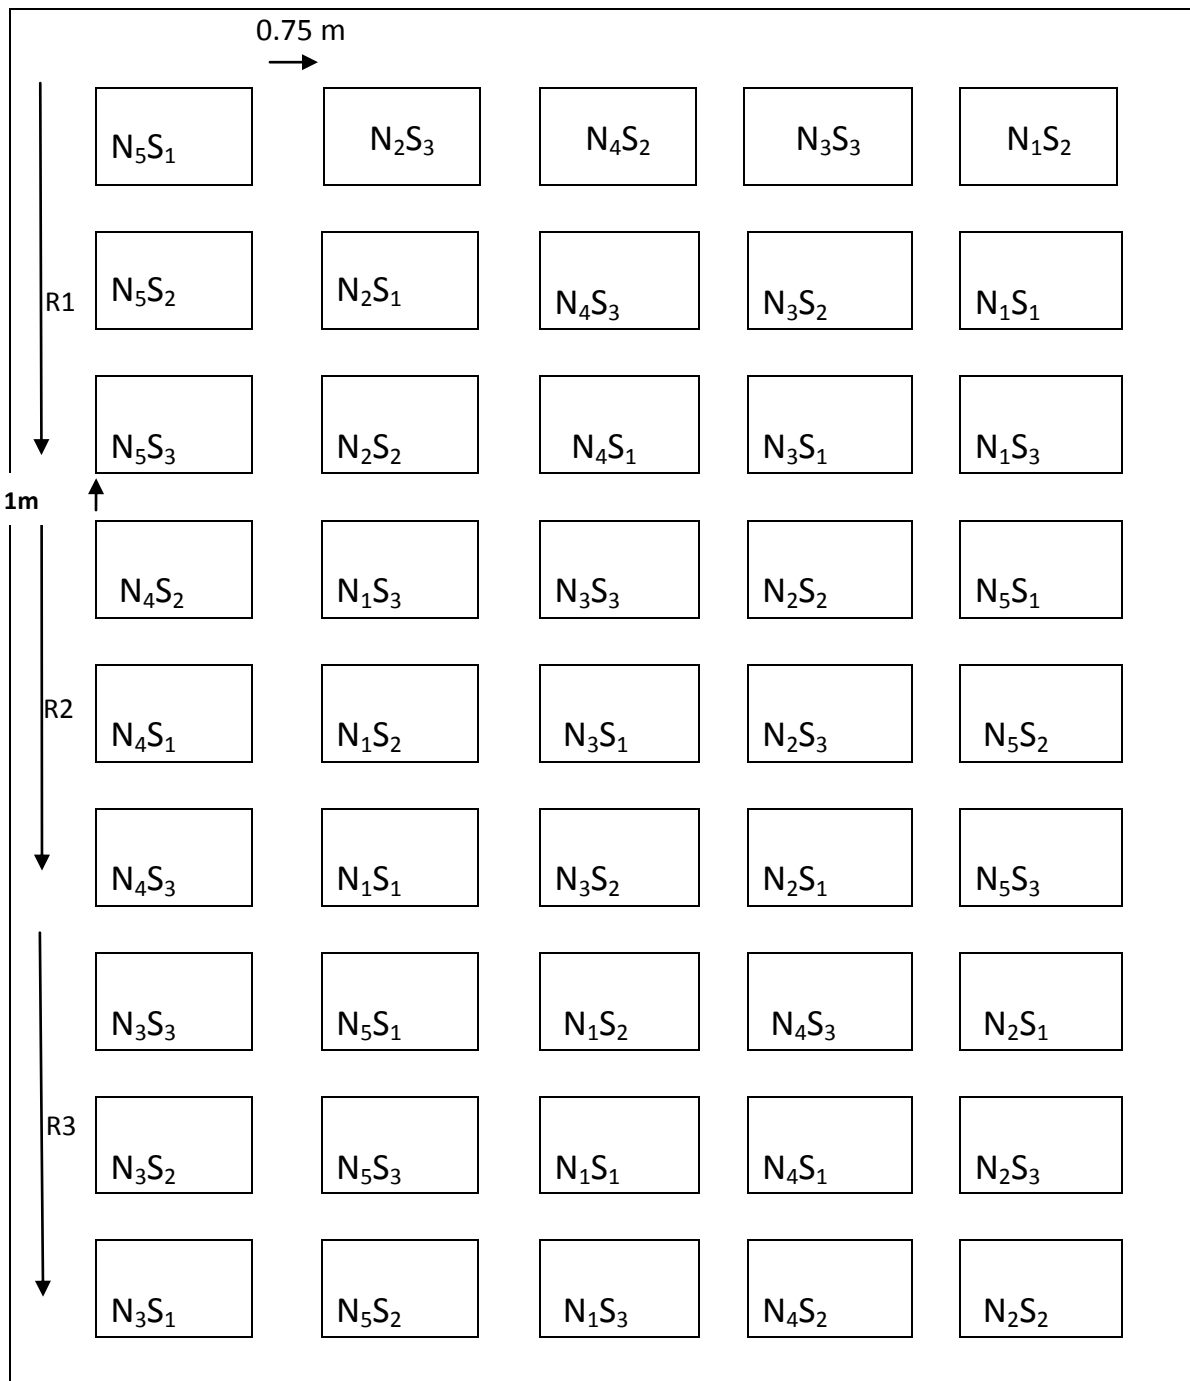 0.75 m
N₅S₁ N₂S₃ N₄S₂ N₃S₃ N₁S₂
R1 N₅S₂ N₂S₁ N₄S₃ N₃S₂ N₁S₁
N₅S₃ N₂S₂ N₄S₁ N₃S₁ N₁S₃
1m
N₄S₂ N₁S₃ N₃S₃ N₂S₂ N₅S₁
R2 N₄S₁ N₁S₂ N₃S₁ N₂S₃ N₅S₂
N₄S₃ N₁S₁ N₃S₂ N₂S₁ N₅S₃
N₃S₃ N₅S₁ N₁S₂ N₄S₃ N₂S₁
R3 N₃S₂ N₅S₃ N₁S₁ N₄S₁ N₂S₃
N₃S₁ N₅S₂ N₁S₃ N₄S₂ N₂S₂